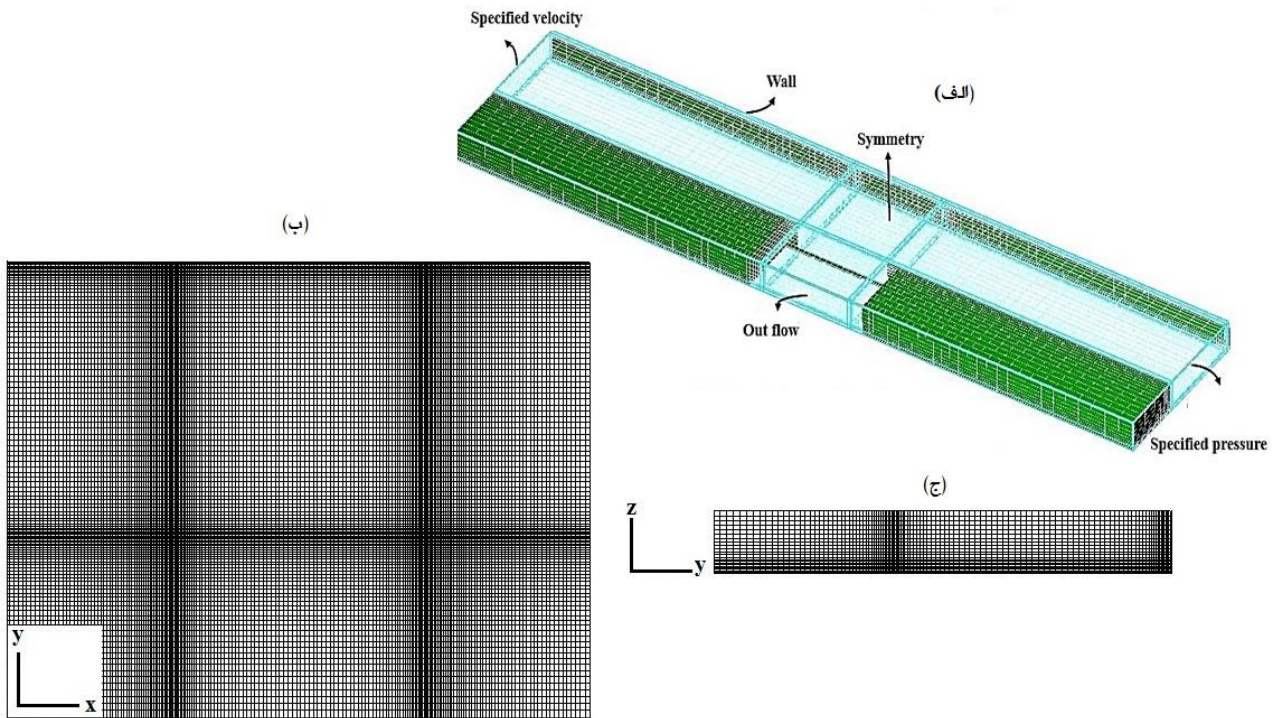 Specified velocity
Wall
(الف)
Symmetry
(ب)
Out flow
Specified pressure
(ج)
z
y
y
x